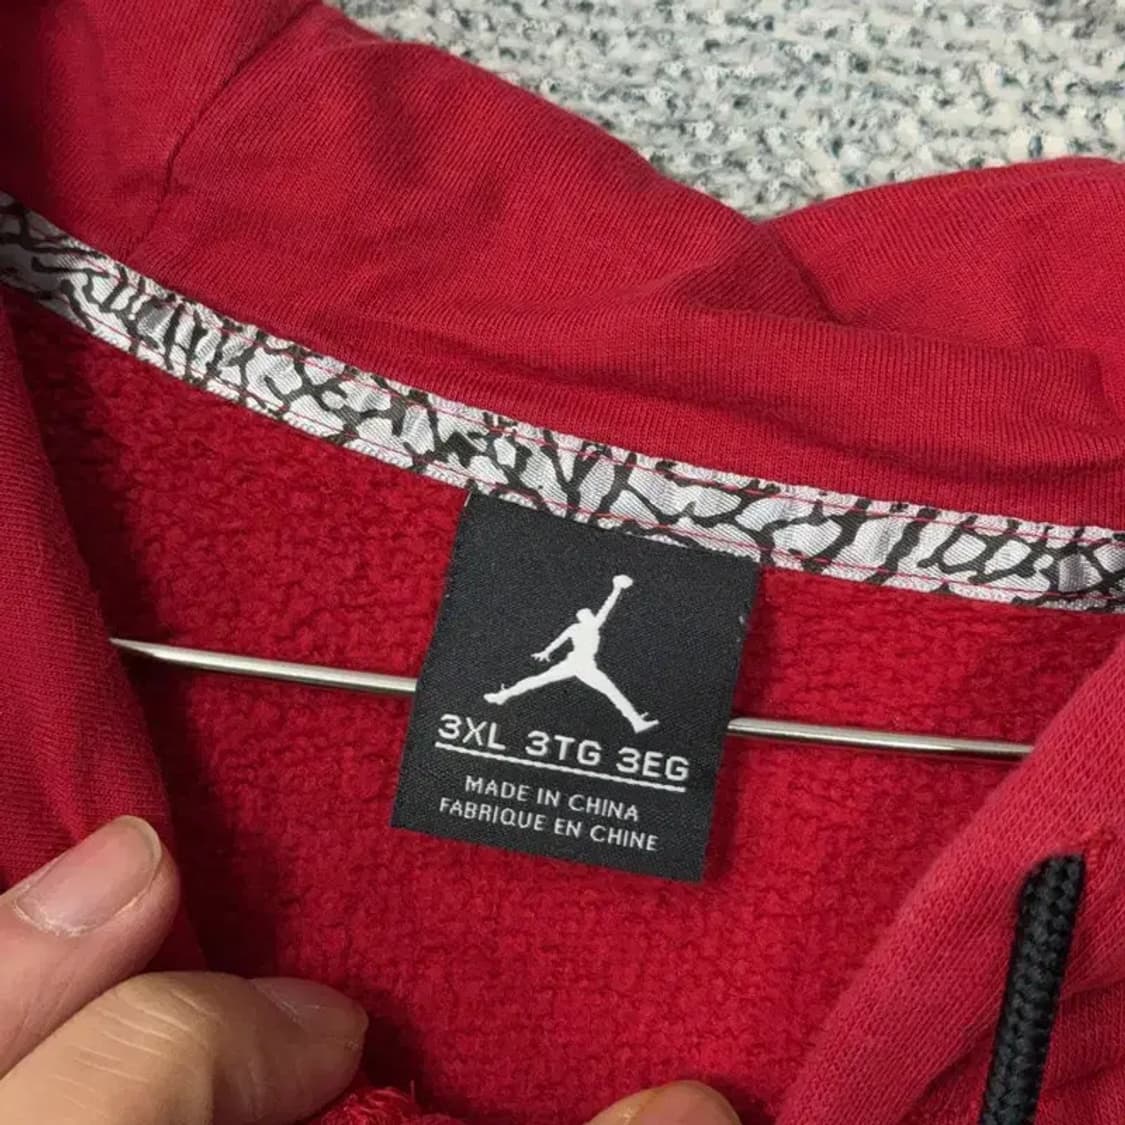 3XL 3TG 3EG
MADE IN CHINA
FABRIQUE EN CHINE